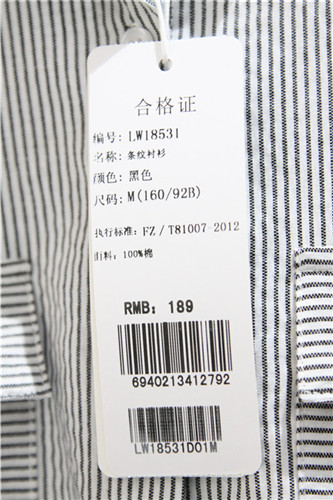 合格证
编号: LW18531
名称: 条纹衬衫
颜色: 黑色
尺码: M(160/92B)
执行标准: FZ/T81007-2012
面料: 100%棉
RMB: 189
6940213412792
LW18531D01M